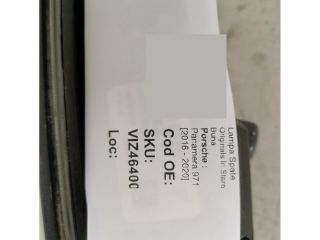 Lampa Spate
Originala In Stare
Buna
Porsche :
Panamera 971
[2016 - 2020]
Cod OE:
SKU:
VIZ46400
Loc: